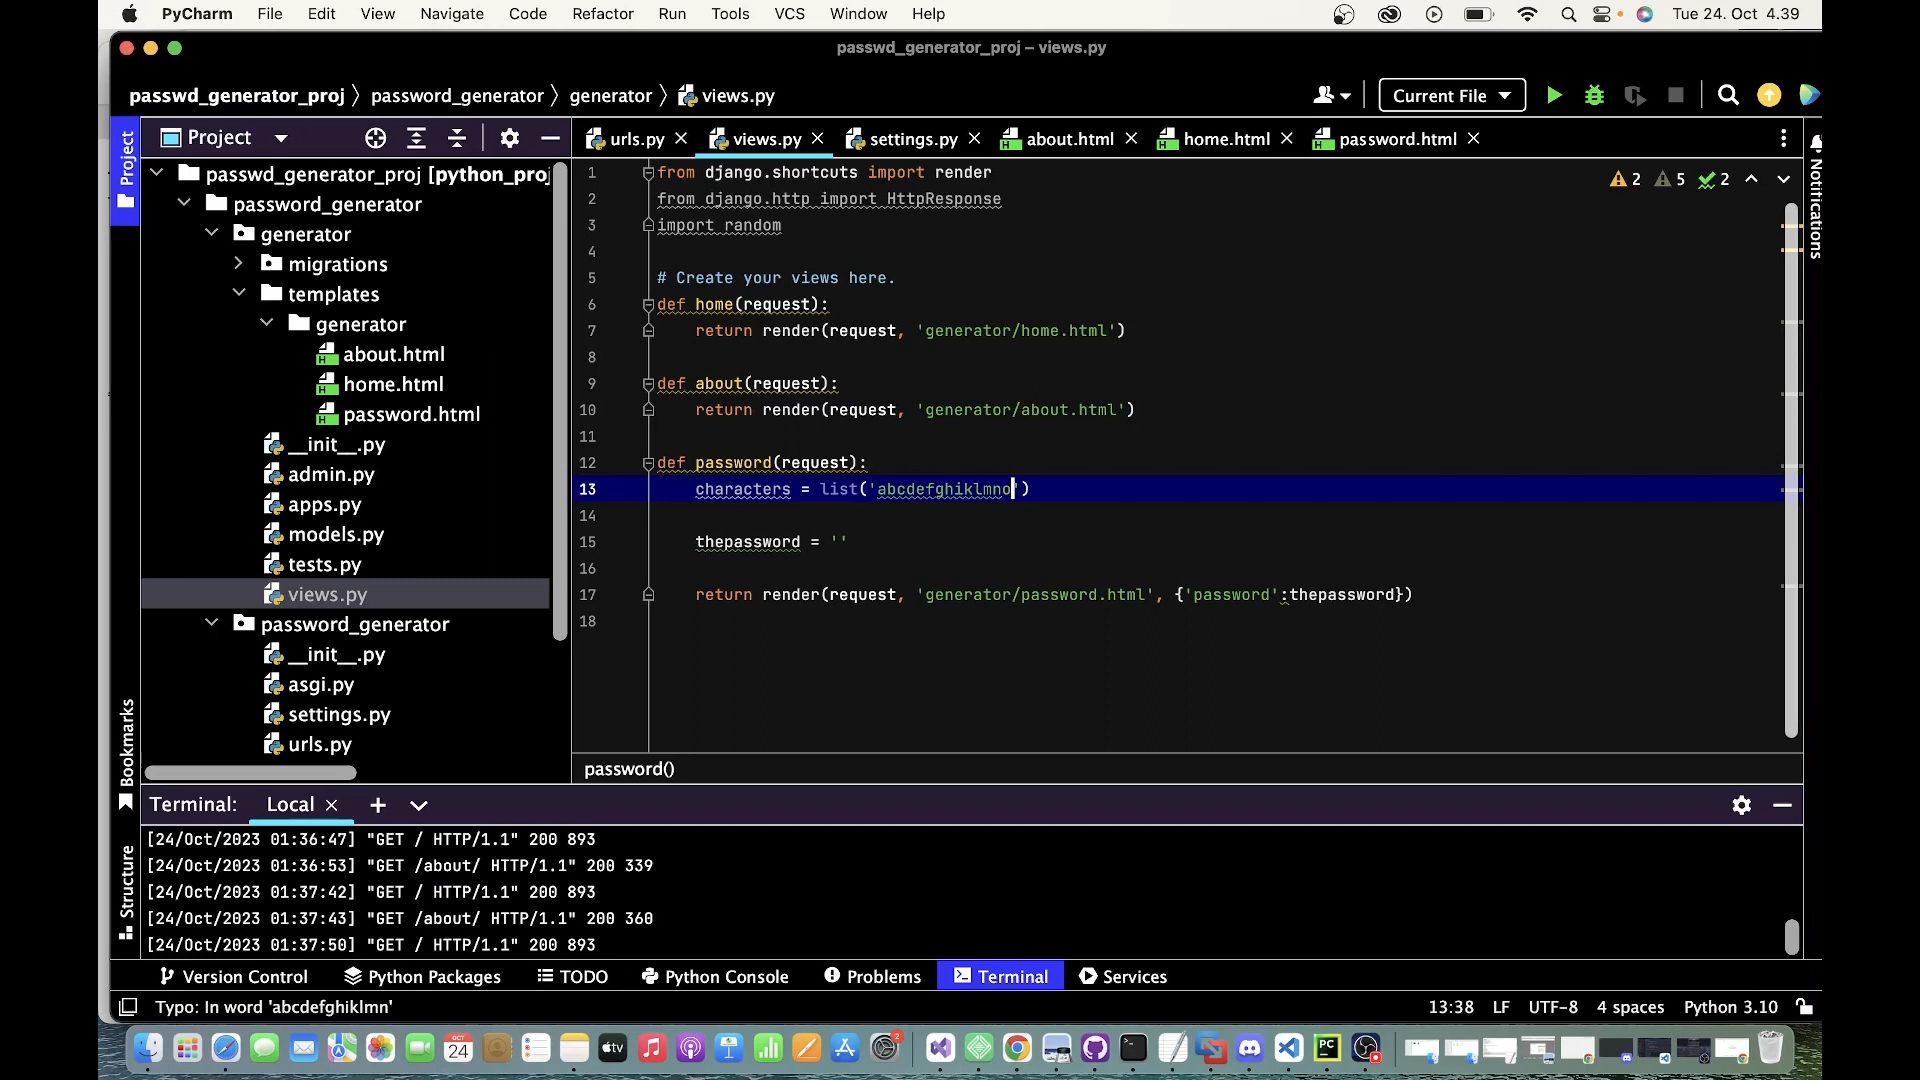 PyCharm File Edit View Navigate Code Refactor Run Tools VCS Window Help Tue 24. Oct 4.39
passwd_generator_proj – views.py
passwd_generator_proj password_generator generator views.py Current File
Project urls.py views.py settings.py about.html home.html password.html
Project
Notifications
passwd_generator_proj [python_proj
password_generator
generator
migrations
templates
generator
about.html
home.html
password.html
__init__.py
admin.py
apps.py
models.py
tests.py
views.py
password_generator
__init__.py
asgi.py
settings.py
urls.py
2 5 2
1 from django.shortcuts import render
2 from django.http import HttpResponse
3 import random
4
5 # Create your views here.
6 def home(request):
7 return render(request, 'generator/home.html')
8
9 def about(request):
10 return render(request, 'generator/about.html')
11
12 def password(request):
13 characters = list('abcdefghiklmno')
14
15 thepassword = ''
16
17 return render(request, 'generator/password.html', {'password':thepassword})
18
password()
Bookmarks
Structure
Terminal: Local
[24/Oct/2023 01:36:47] "GET / HTTP/1.1" 200 893
[24/Oct/2023 01:36:53] "GET /about/ HTTP/1.1" 200 339
[24/Oct/2023 01:37:42] "GET / HTTP/1.1" 200 893
[24/Oct/2023 01:37:43] "GET /about/ HTTP/1.1" 200 360
[24/Oct/2023 01:37:50] "GET / HTTP/1.1" 200 893
Version Control Python Packages TODO Python Console Problems Terminal Services
Typo: In word 'abcdefghiklmn' 13:38 LF UTF-8 4 spaces Python 3.10
OCT 24 tv 2 PC